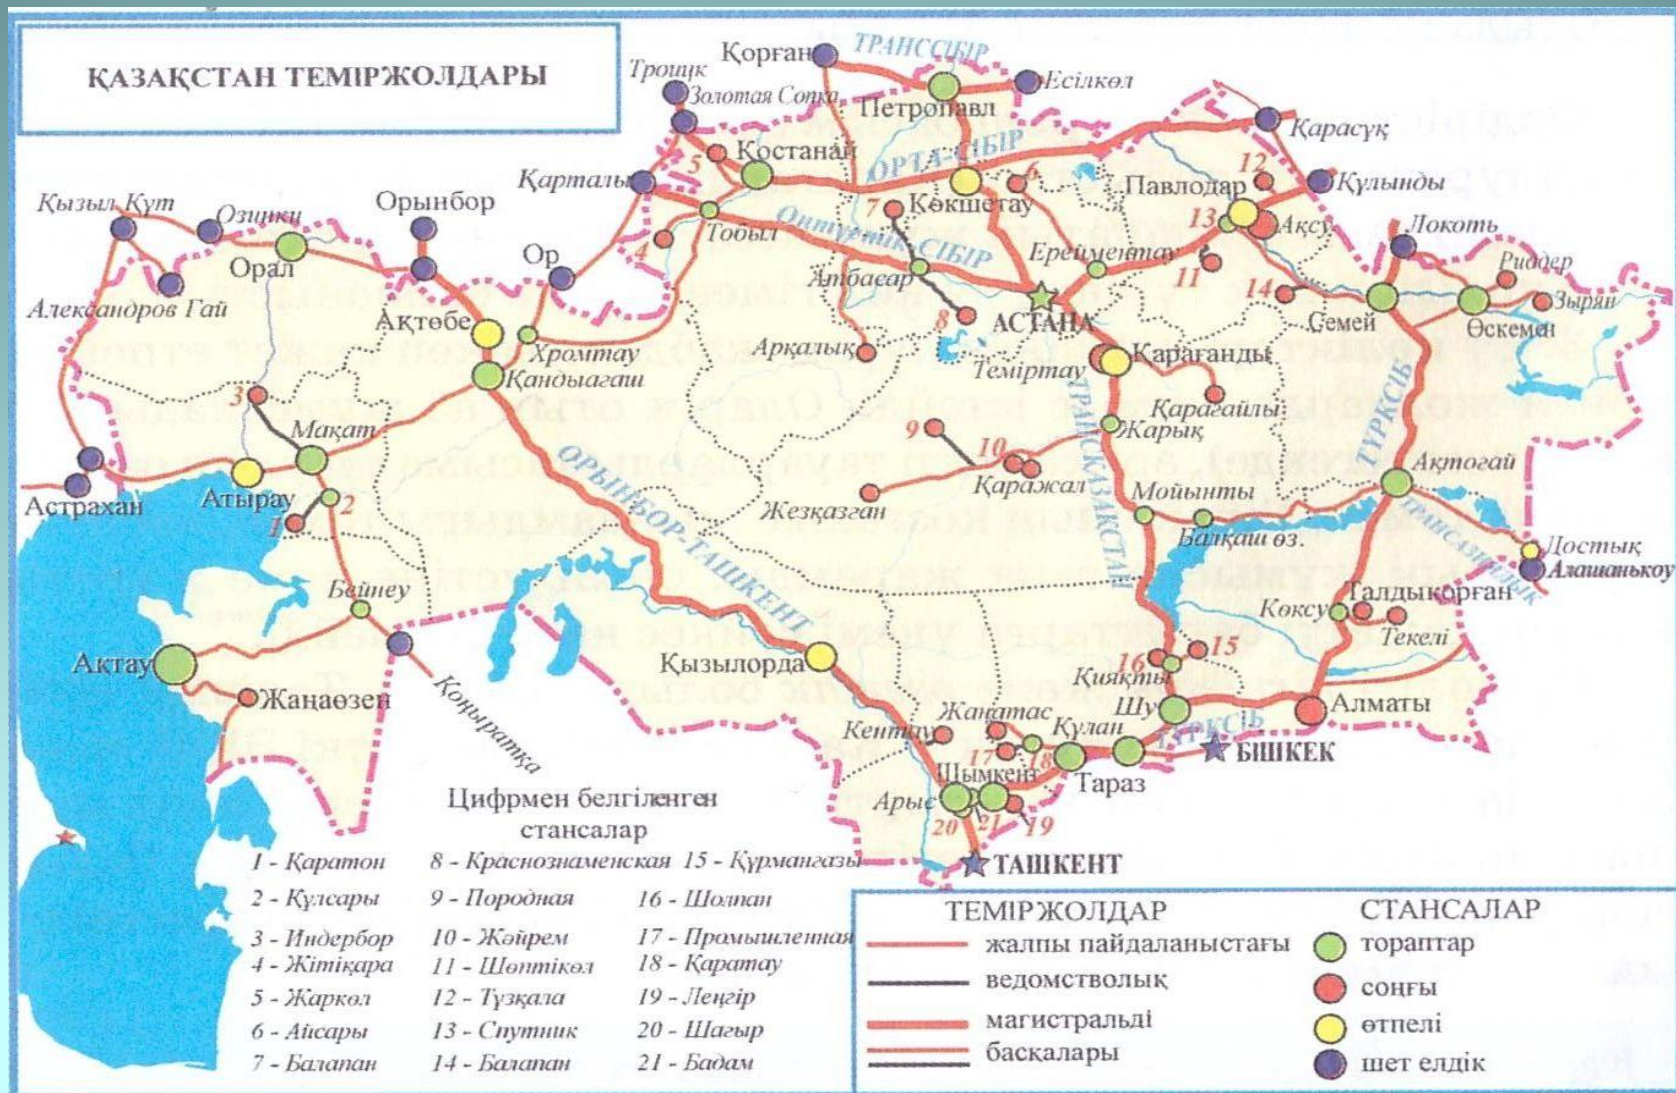 ҚАЗАҚСТАН ТЕМІРЖОЛДАРЫ
Қорған
ТРАНССІБІР
Троицк
Золотая Сопка
Петропавл
Есілкөл
Қарасұқ
5
Қостанай
ОРТА-СІБІР
6
12
Қарталы
Павлодар
Құлынды
Қызыл Құт
Озинки
Орынбор
7
Көкшетау
13
Ақсу
Локоть
4
Тобыл
Оңтүстік-СІБІР
Орал
Ор
Атбасар
Ерейментау
11
Риддер
Александров Гай
14
Зырян
Семей
Өскемен
Ақтөбе
8
АСТАНА
Хромтау
Арқалық
Теміртау
Қарағанды
Қандыағаш
3
Қарағайлы
ТҮРКСІБ
Мақат
9
10
Жарық
ТРАНСҚАЗАҚСТАН
Ақтоғай
Астрахан
Атырау
2
Қаражал
Мойынты
1
Жезқазған
Балқаш өз.
ТРАНСАЗИЯЛЫК
ОРЫНБОР-ТАШКЕНТ
Достық
Алашанькоу
Бейнеу
Көксу
Талдықорған
Текелі
Ақтау
Қызылорда
16
15
Қияқты
Жаңаөзен
Қоңыратқа
Шу
Алматы
Кентау
Жаңатас
Құлан
ТҮРКСІБ
17
18
БІШКЕК
Шымкент
Тараз
Арыс
20
21
19
ТАШКЕНТ
Цифрмен белгіленген
стансалар
1 - Қаратон
8 - Краснознаменская
15 - Құрманғазы
2 - Құлсары
9 - Породная
16 - Шолпан
3 - Индербор
10 - Жәйрем
17 - Промышленная
4 - Жітіқара
11 - Шөптікөл
18 - Қаратау
5 - Жаркөл
12 - Тұзқала
19 - Леңгір
6 - Айсары
13 - Спутник
20 - Шағыр
7 - Балапан
14 - Балапан
21 - Бадам
ТЕМІРЖОЛДАР
жалпы пайдаланыстағы
ведомстволық
магистральді
басқалары
СТАНСАЛАР
тораптар
соңғы
өтпелі
шет елдік